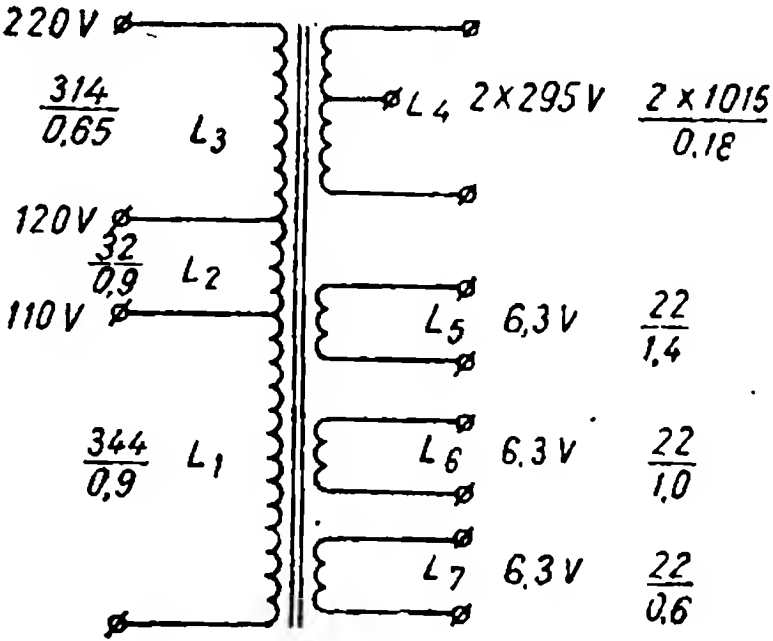 220V
314
0,65
L3
120V
32
0,9
L2
110V
344
0,9
L1
L4 2×295V
2×1015
0,18
L5 6,3V
22
1,4
L6 6.3V
22
1,0
L7 6,3V
22
0,6